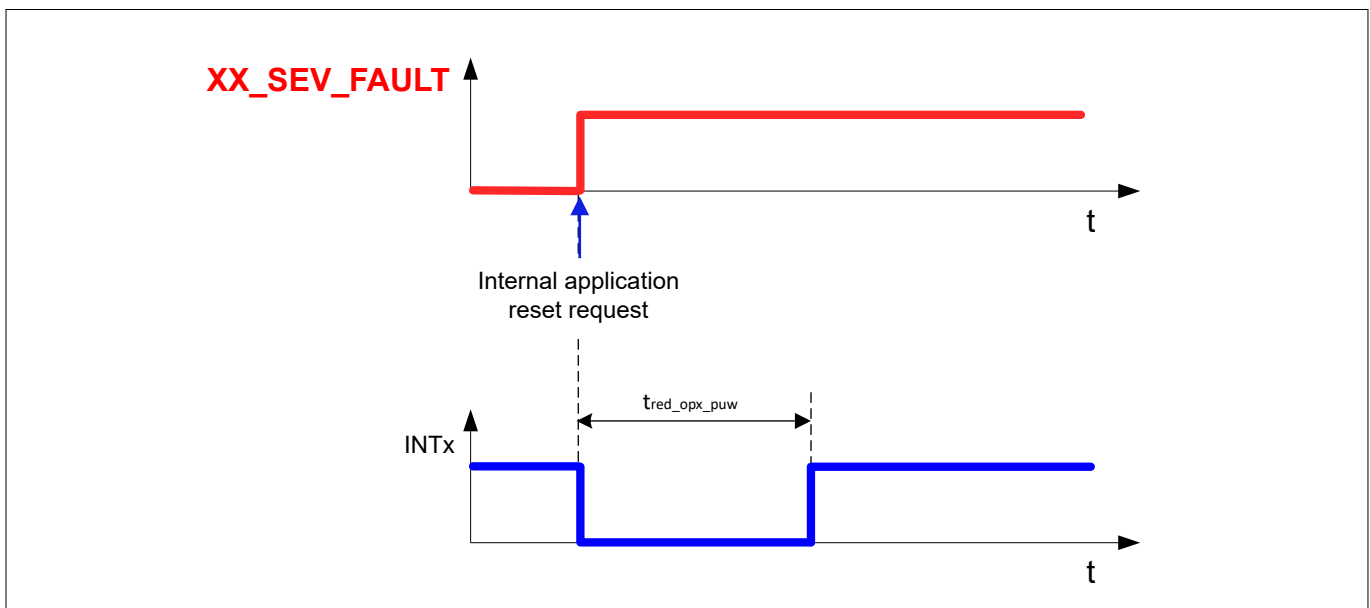 XX_SEV_FAULT
t
Internal application
reset request
tred_opx_puw
INTx
t